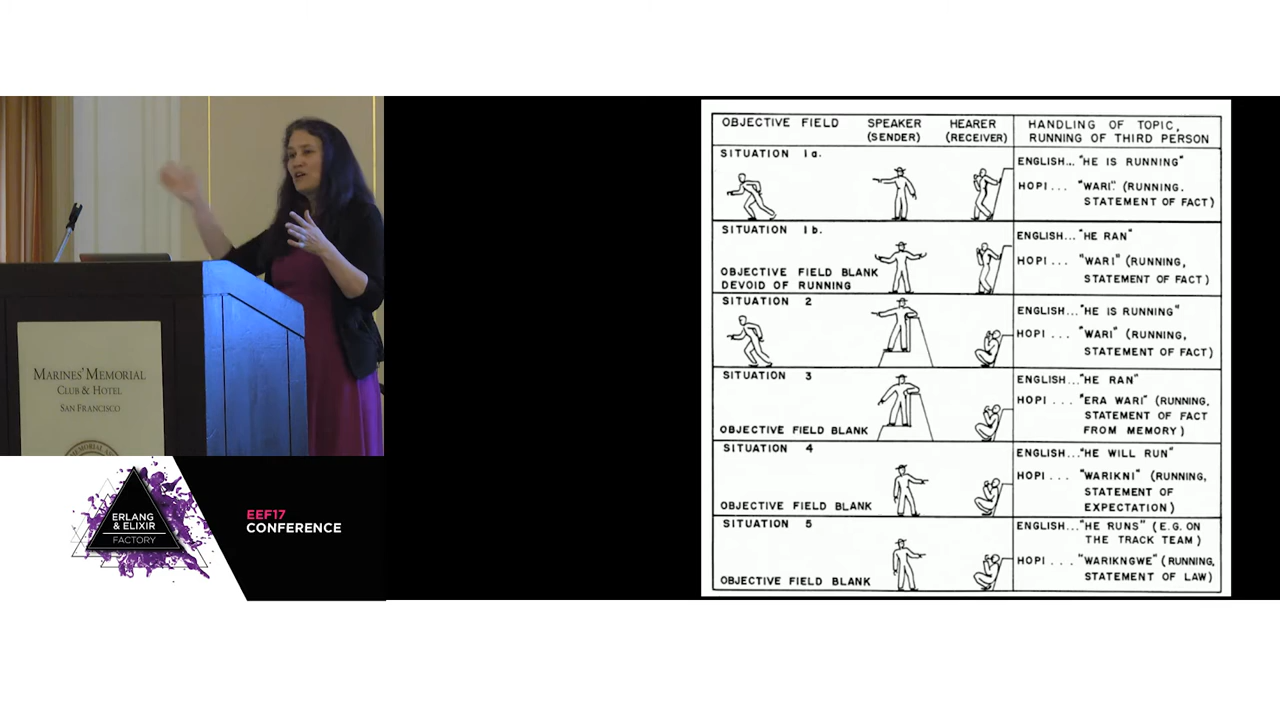 MARINES' MEMORIAL
CLUB & HOTEL
SAN FRANCISCO
ERLANG
& ELIXIR
FACTORY
EEF17
CONFERENCE
OBJECTIVE FIELD
SPEAKER
(SENDER)
HEARER
(RECEIVER)
HANDLING OF TOPIC,
RUNNING OF THIRD PERSON
SITUATION 1a.
ENGLISH... "HE IS RUNNING"
HOPI... "WARI". (RUNNING.
STATEMENT OF FACT)
SITUATION 1b.
OBJECTIVE FIELD BLANK
DEVOID OF RUNNING
ENGLISH... "HE RAN"
HOPI... "WARI" (RUNNING,
STATEMENT OF FACT)
SITUATION 2
ENGLISH... "HE IS RUNNING"
HOPI... "WARI" (RUNNING,
STATEMENT OF FACT)
SITUATION 3
OBJECTIVE FIELD BLANK
ENGLISH... "HE RAN"
HOPI.... "ERA WARI" (RUNNING,
STATEMENT OF FACT
FROM MEMORY)
SITUATION 4
OBJECTIVE FIELD BLANK
ENGLISH... "HE WILL RUN"
HOPI... "WARIKNI" (RUNNING,
STATEMENT OF
EXPECTATION)
SITUATION 5
OBJECTIVE FIELD BLANK
ENGLISH... "HE RUNS" (E.G. ON
THE TRACK TEAM)
HOPI.... "WARIKNGWE" (RUNNING,
STATEMENT OF LAW)